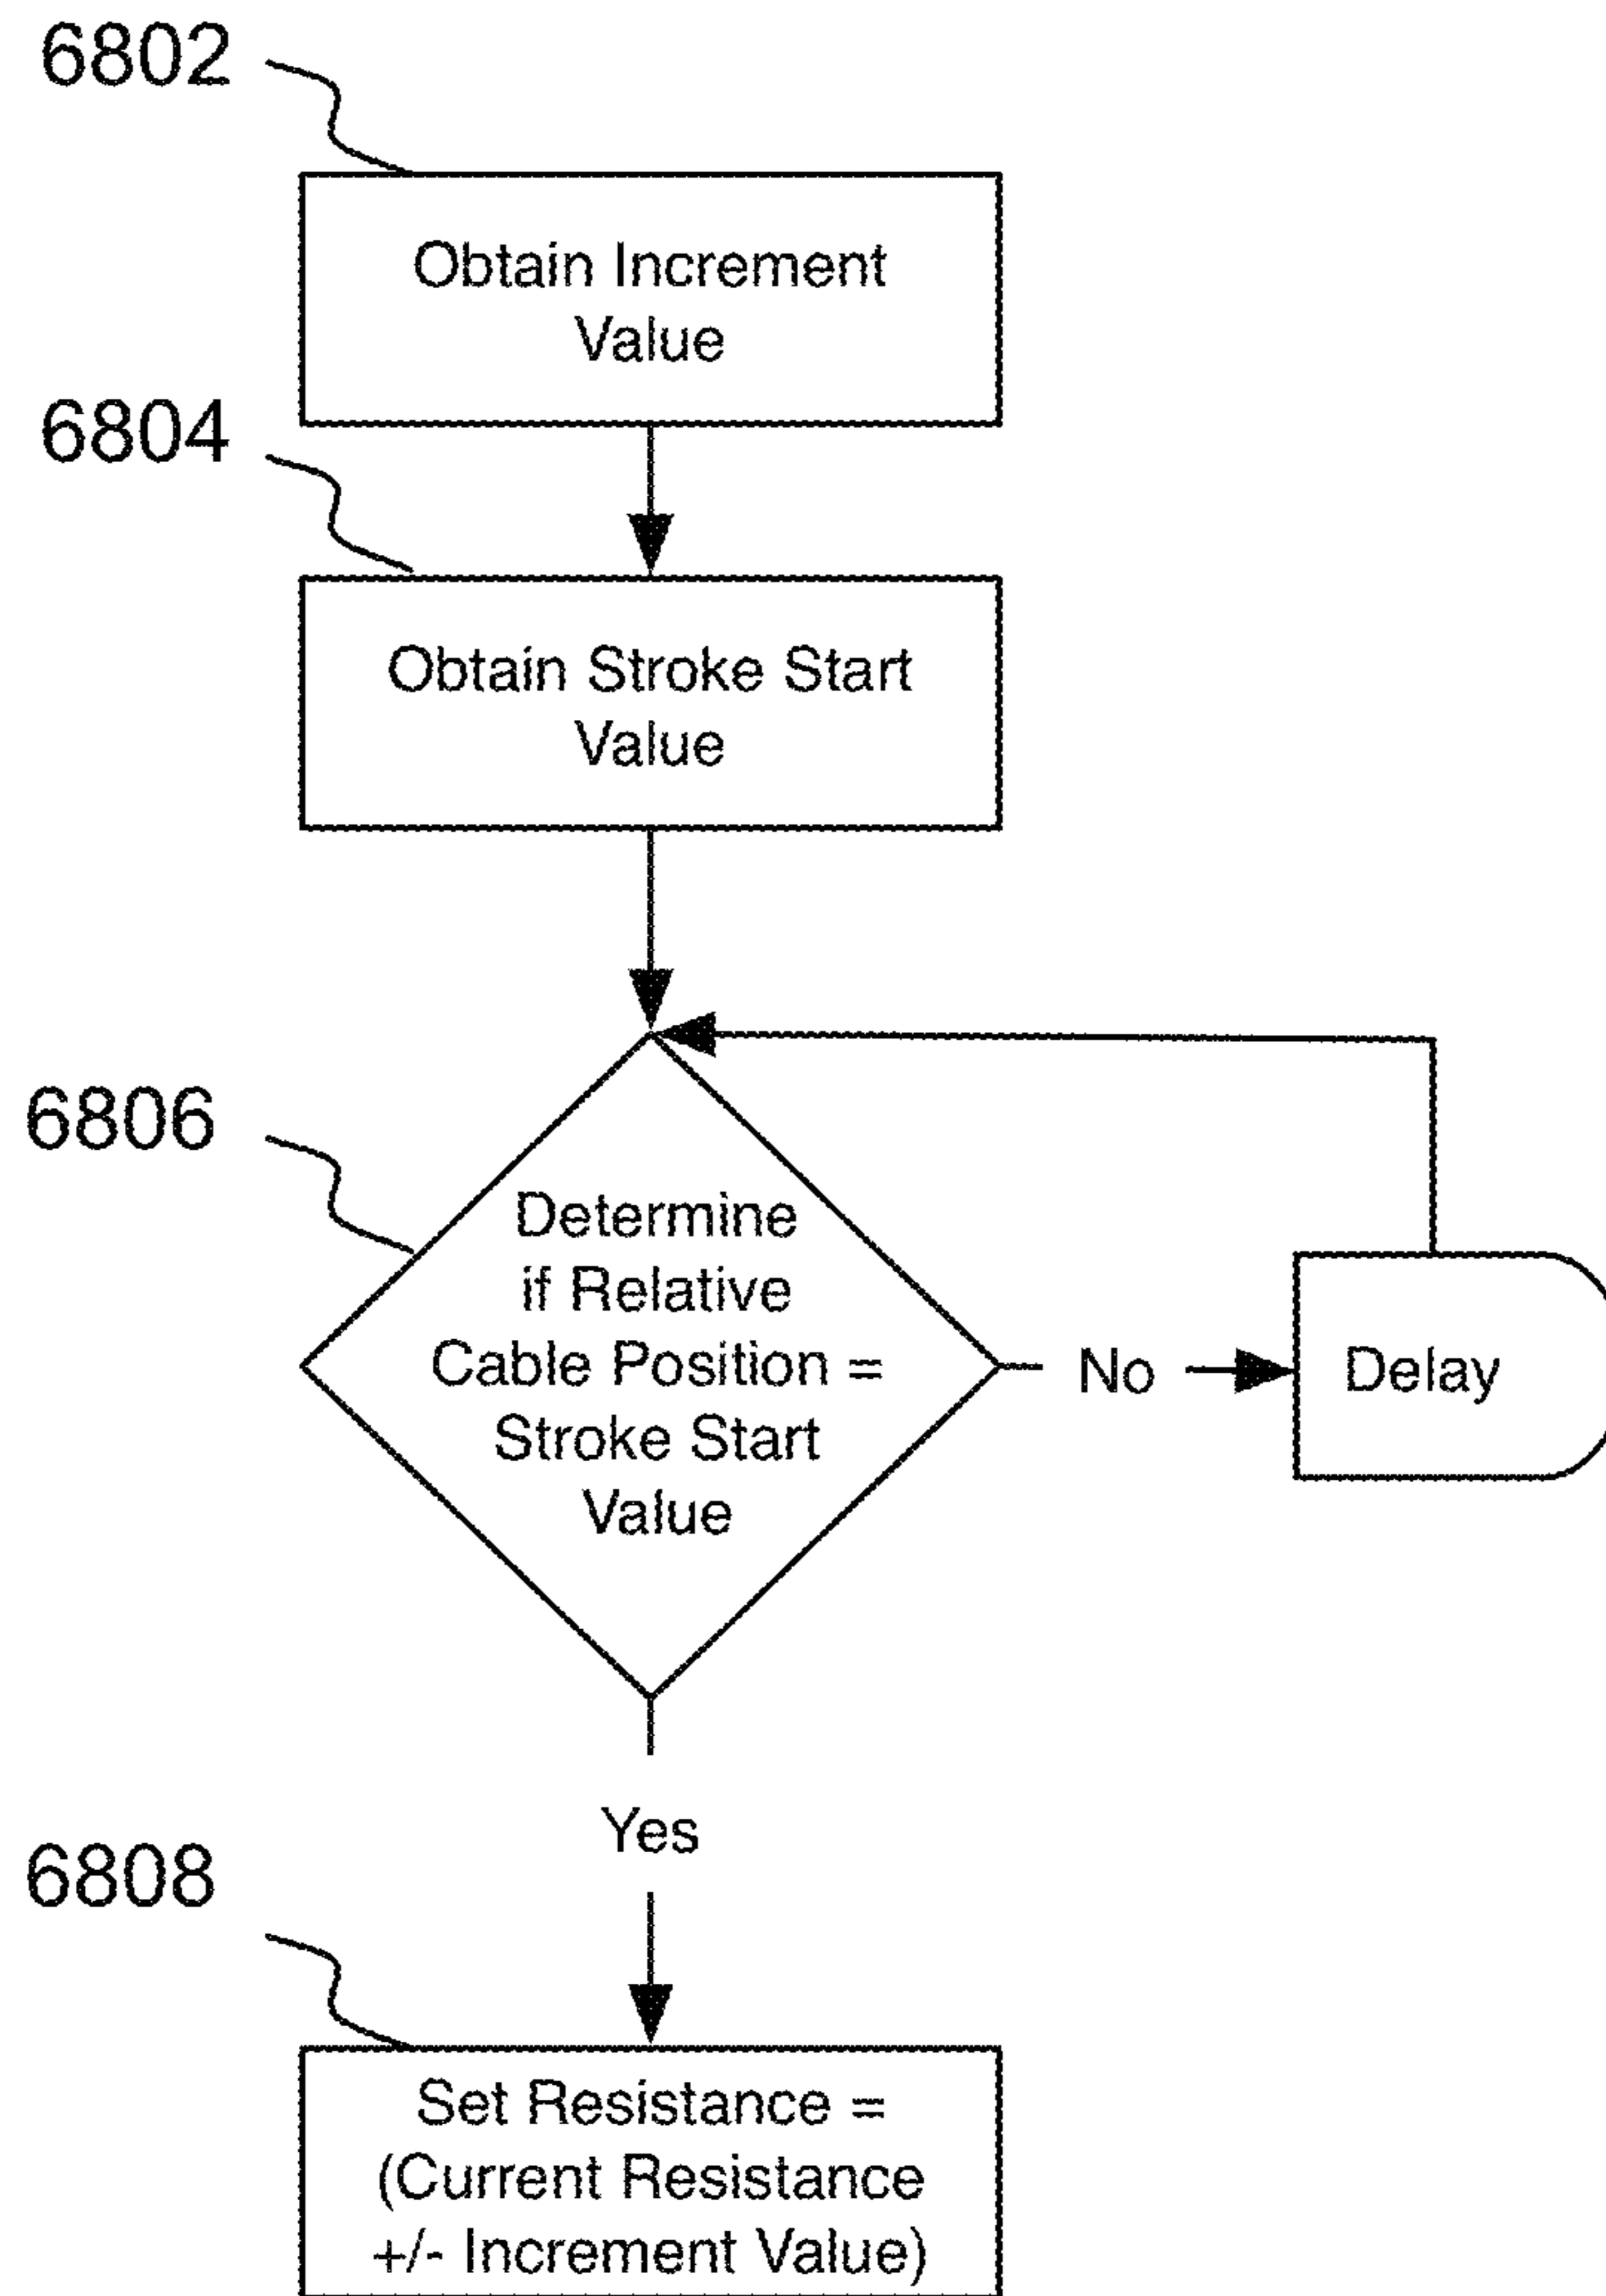 6802
Obtain Increment
Value
6804
Obtain Stroke Start
Value
6806
Determine
if Relative
Cable Position =
Stroke Start
Value
No
Delay
Yes
6808
Set Resistance =
(Current Resistance
+/- Increment Value)